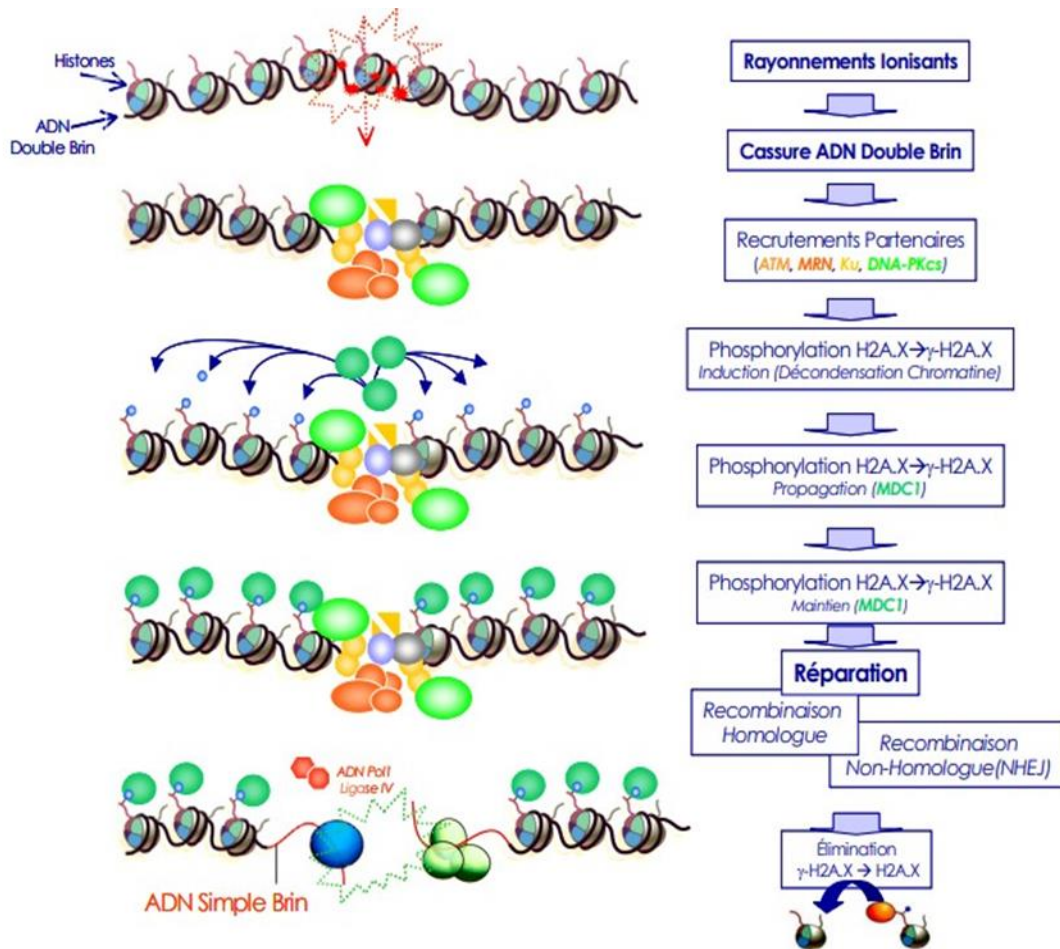 Histones
ADN
Double Brin
ADN Pol1
Ligase IV
ADN Simple Brin
Rayonnements Ionisants
Cassure ADN Double Brin
Recrutements Partenaires
(ATM, MRN, Ku, DNA-PKcs)
Phosphorylation H2A.X→γ-H2A.X
Induction (Décondensation Chromatine)
Phosphorylation H2A.X→γ-H2A.X
Propagation (MDC1)
Phosphorylation H2A.X→γ-H2A.X
Maintien (MDC1)
Réparation
Recombinaison
Homologue
Recombinaison
Non-Homologue(NHEJ)
Élimination
γ-H2A.X → H2A.X